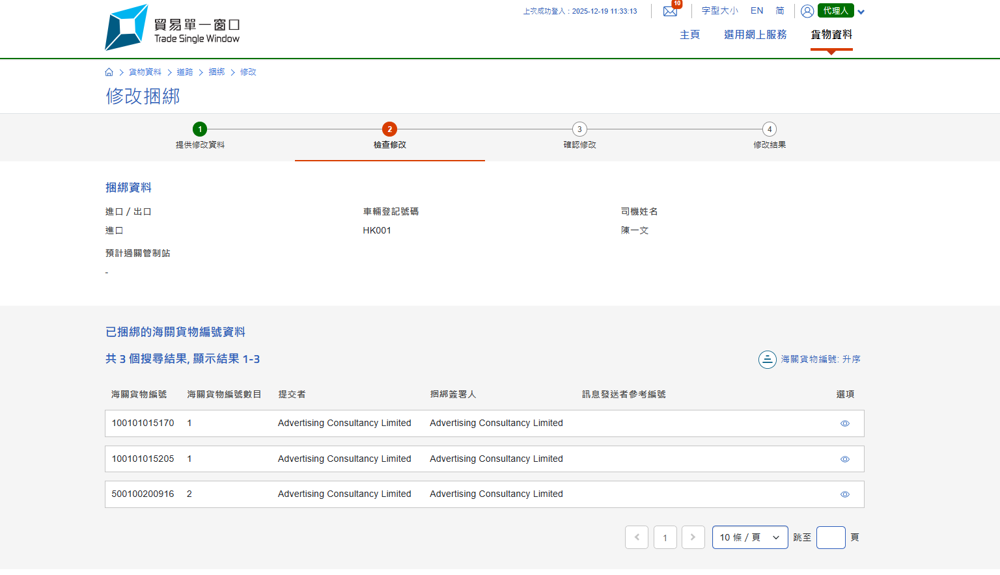 上次成功登入 : 2025-12-19 11:33:13
10
字型大小
EN
简
代理人
貿易單一窗口
Trade Single Window
主頁
選用網上服務
貨物資料
貨物資料 > 道路 > 捆綁 > 修改
修改捆綁
1
2
3
4
提供修改資料
檢查修改
確認修改
修改結果
捆綁資料
進口 / 出口
車輛登記號碼
司機姓名
進口
HK001
陳一文
預計過關管制站
-
已捆綁的海關貨物編號資料
共 3 個搜尋結果, 顯示結果 1-3
海關貨物編號: 升序
海關貨物編號 海關貨物編號數目 提交者 捆綁簽署人 訊息發送者參考編號 選項
100101015170 1 Advertising Consultancy Limited Advertising Consultancy Limited
100101015205 1 Advertising Consultancy Limited Advertising Consultancy Limited
500100200916 2 Advertising Consultancy Limited Advertising Consultancy Limited
1
10 條 / 頁
跳至
頁